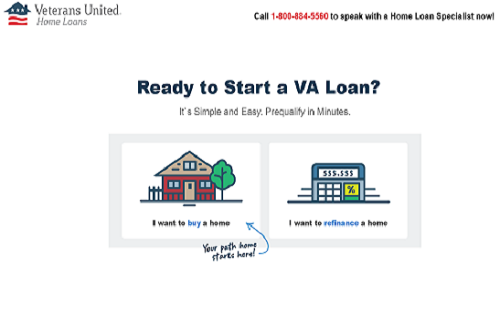 Veterans United.
Home Loans
Call 1-800-884-5560 to speak with a Home Loan Specialist now!
Ready to Start a VA Loan?
It's Simple and Easy. Prequalify in Minutes.
$$$.$$$
%
I want to buy a home
I want to refinance a home
Your path home
starts here!